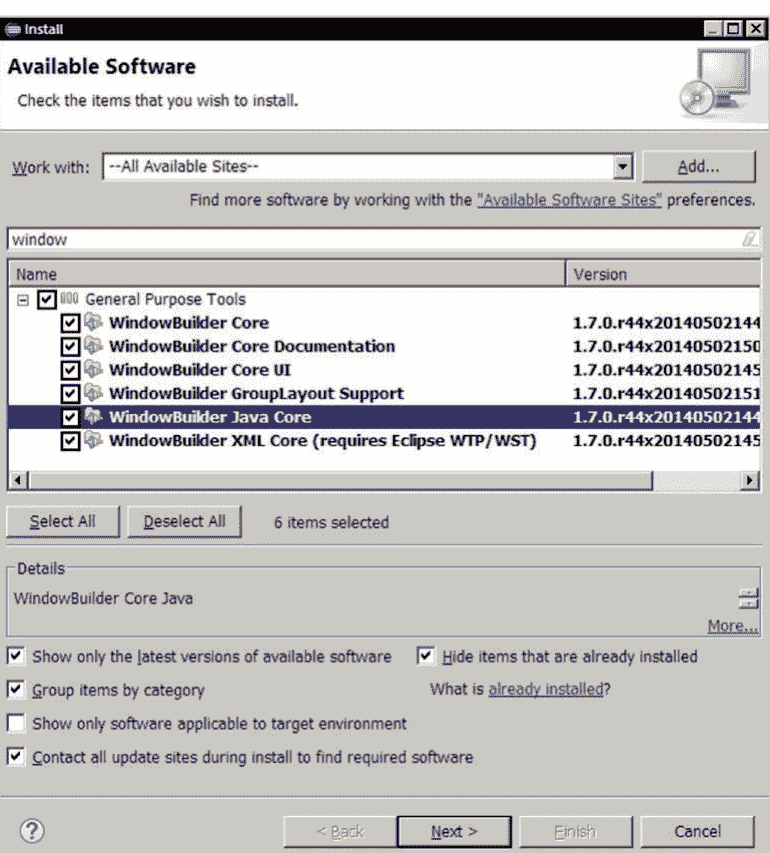 Install
Available Software
Check the items that you wish to install.
Work with: --All Available Sites-- Add...
Find more software by working with the "Available Software Sites" preferences.
window
Name Version
General Purpose Tools
WindowBuilder Core 1.7.0.r44x20140502144
WindowBuilder Core Documentation 1.7.0.r44x20140502150
WindowBuilder Core UI 1.7.0.r44x20140502145
WindowBuilder GroupLayout Support 1.7.0.r44x20140502151
WindowBuilder Java Core 1.7.0.r44x20140502144
WindowBuilder XML Core (requires Eclipse WTP/WST) 1.7.0.r44x20140502145
Select All Deselect All 6 items selected
Details
WindowBuilder Core Java
More...
Show only the latest versions of available software Hide items that are already installed
Group items by category What is already installed?
Show only software applicable to target environment
Contact all update sites during install to find required software
? < Back Next > Finish Cancel